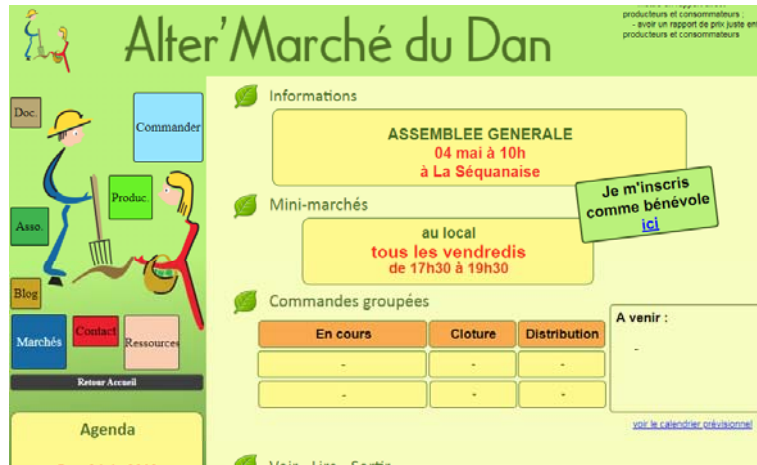 Alter'Marché du Dan
producteurs et consommateurs ;
- avoir un rapport de prix juste
producteurs et consommateurs
Doc.
Commander
Produc.
Asso.
Blog
Marchés
Contact
Ressources
Retour Accueil
Agenda
Informations
ASSEMBLEE GENERALE
04 mai à 10h
à La Séquanaise
Je m'inscris
comme bénévole
ici
Mini-marchés
au local
tous les vendredis
de 17h30 à 19h30
Commandes groupées
En cours Cloture Distribution
- - -
- - -
A venir :
-
voir le calendrier prévisionnel